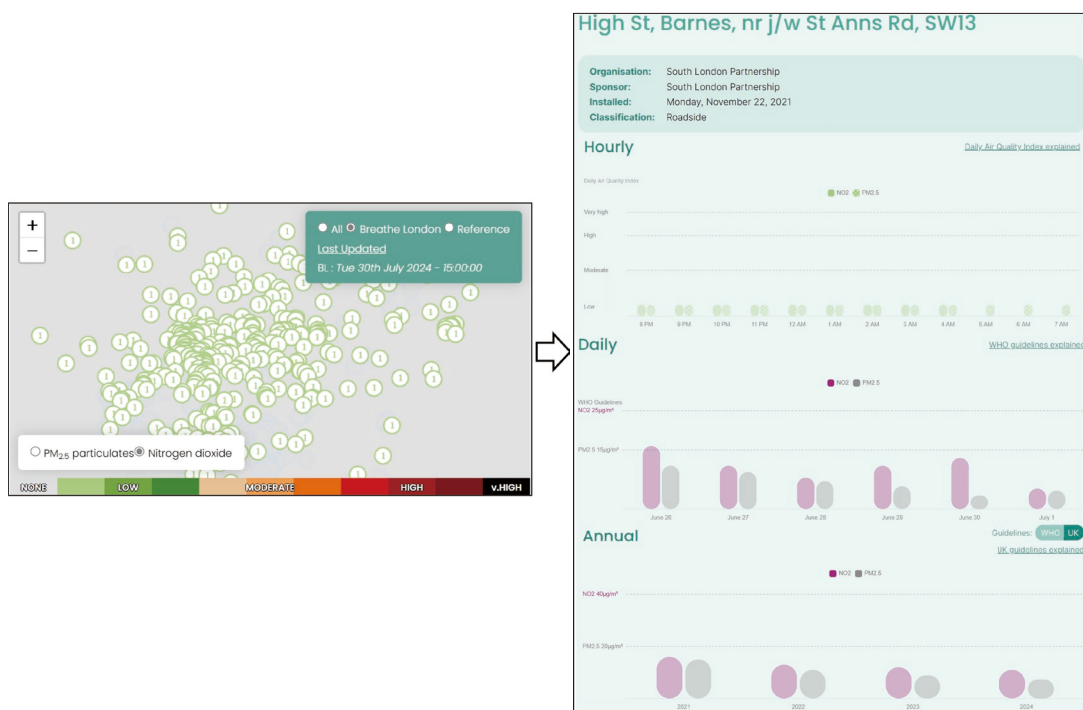 +
−
All Breathe London Reference
Last Updated
BL : Tue 30th July 2024 - 15:00:00
PM2.5 particulates Nitrogen dioxide
NONE LOW MODERATE HIGH v.HIGH
High St, Barnes, nr j/w St Anns Rd, SW13
Organisation: South London Partnership
Sponsor: South London Partnership
Installed: Monday, November 22, 2021
Classification: Roadside
Hourly
Daily Air Quality Index explained
Daily Air Quality Index
NO2 PM2.5
Very high
High
Moderate
Low
8 PM 9 PM 10 PM 11 PM 12 AM 1 AM 2 AM 3 AM 4 AM 5 AM 6 AM 7 AM
Daily
WHO guidelines explained
NO2 PM2.5
WHO Guidelines
NO2 25µg/m³
PM2.5 15µg/m³
June 26 June 27 June 28 June 29 June 30 July 1
Annual
Guidelines: WHO UK
UK guidelines explained
NO2 PM2.5
NO2 40µg/m³
PM2.5 20µg/m³
2021 2022 2023 2024